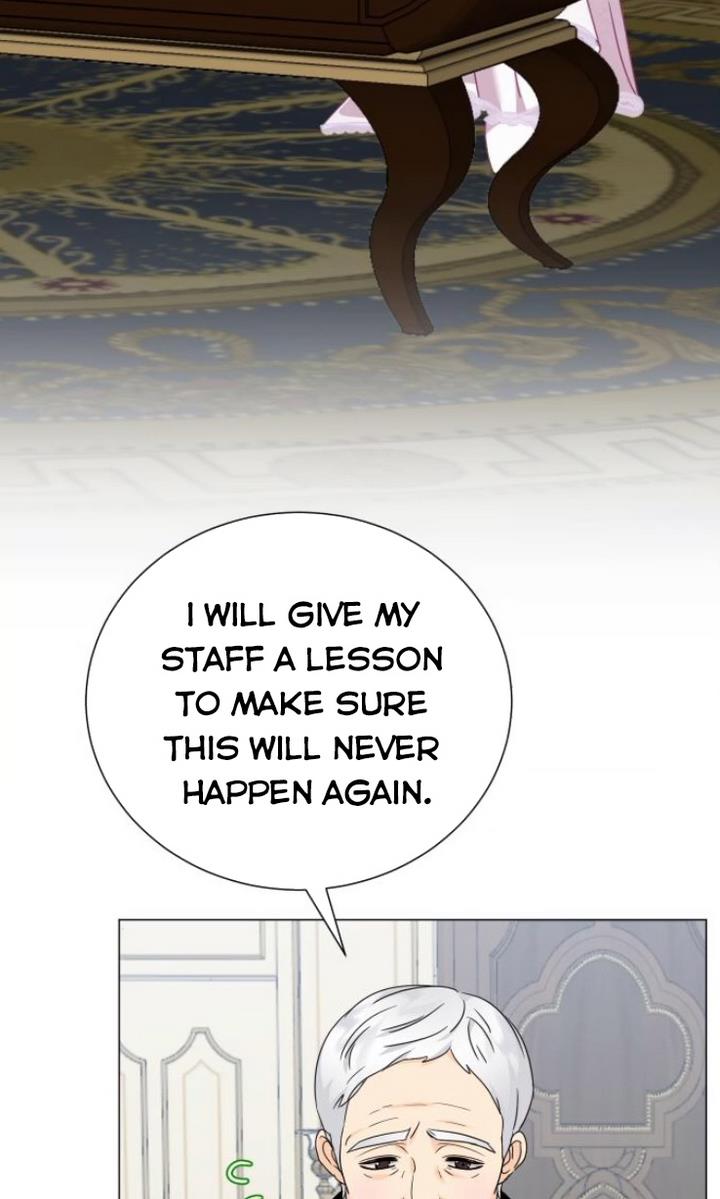 I WILL GIVE MY
STAFF A LESSON
TO MAKE SURE
THIS WILL NEVER
HAPPEN AGAIN.